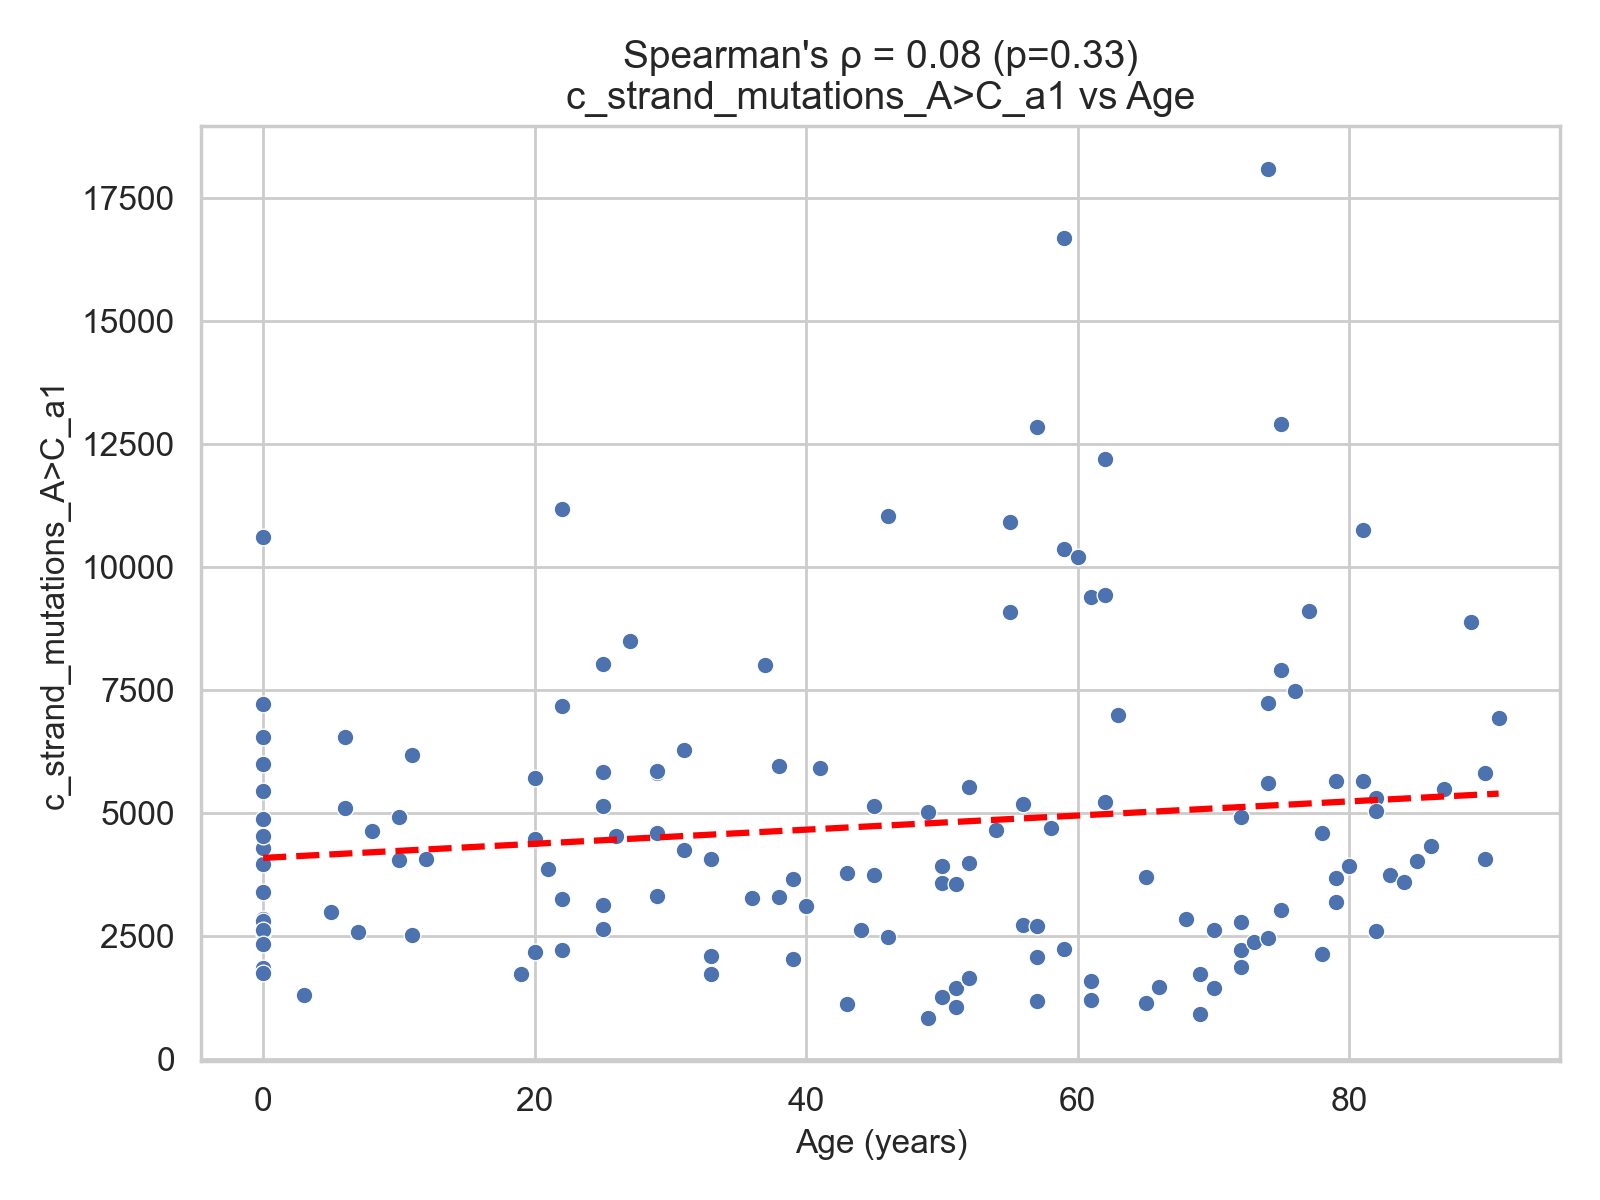 Spearman's ρ = 0.08 (p=0.33)
c_strand_mutations_A>C_a1 vs Age
c_strand_mutations_A>C_a1
17500
15000
12500
10000
7500
5000
2500
0
0 20 40 60 80
Age (years)